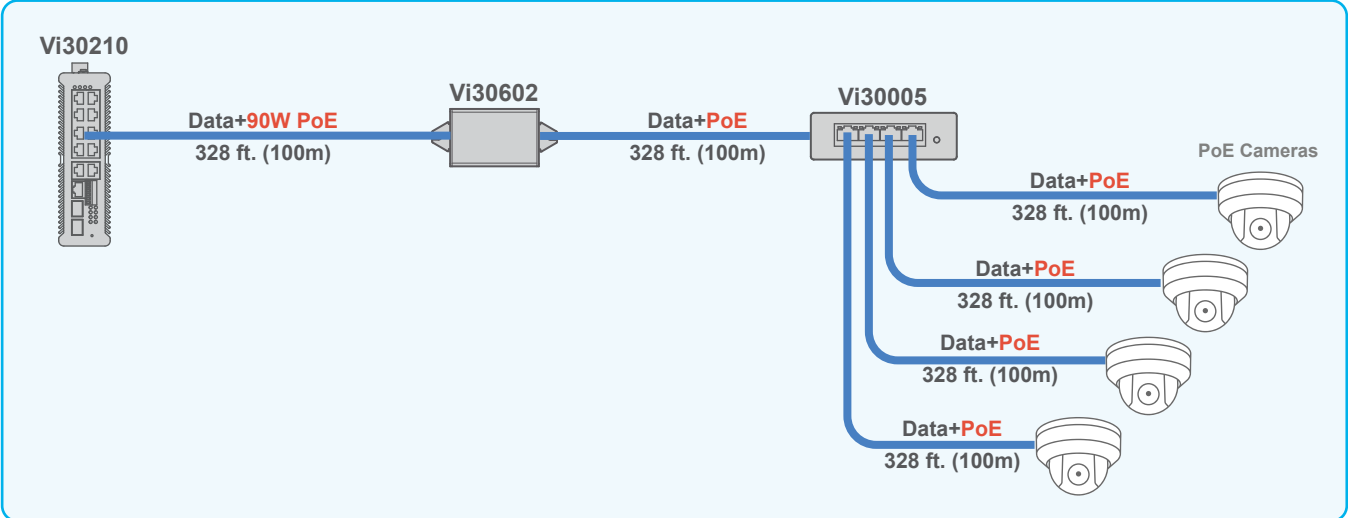 Vi30210
Data+90W PoE
328 ft. (100m)
Vi30602
Data+PoE
328 ft. (100m)
Vi30005
PoE Cameras
Data+PoE
328 ft. (100m)
Data+PoE
328 ft. (100m)
Data+PoE
328 ft. (100m)
Data+PoE
328 ft. (100m)